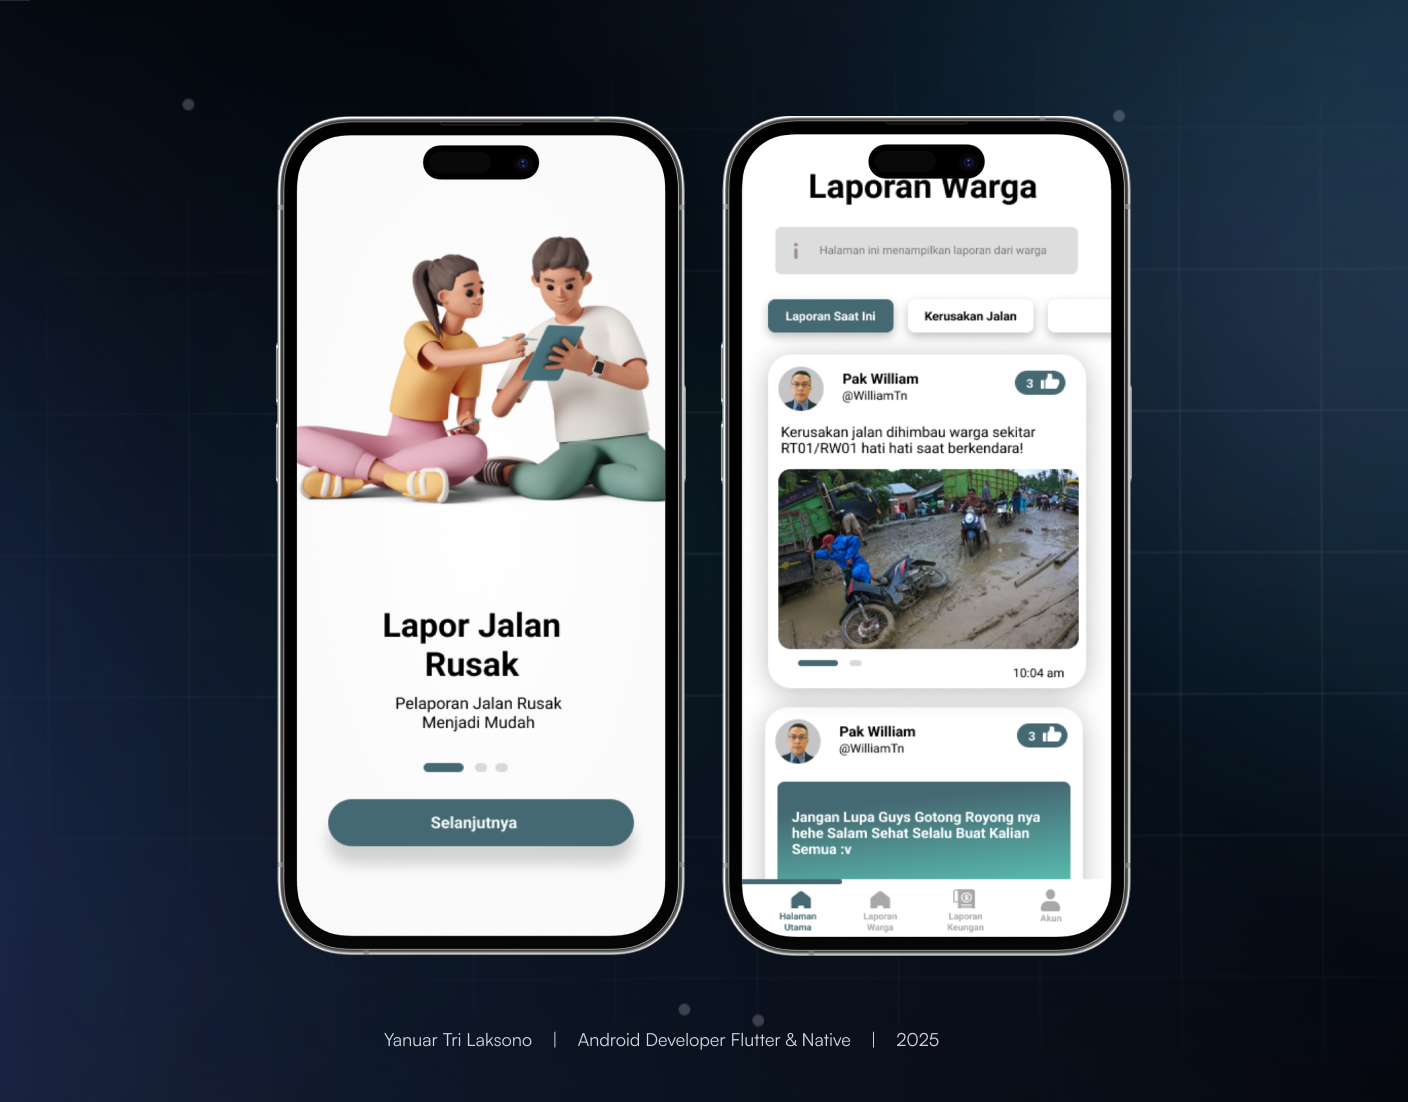 Lapor Jalan
Rusak
Pelaporan Jalan Rusak
Menjadi Mudah
Selanjutnya
Laporan Warga
Halaman ini menampilkan laporan dari warga
Laporan Saat Ini
Kerusakan Jalan
Pak William
@WilliamTn
3
Kerusakan jalan dihimbau warga sekitar
RT01/RW01 hati hati saat berkendara!
10:04 am
Pak William
@WilliamTn
3
Jangan Lupa Guys Gotong Royong nya
hehe Salam Sehat Selalu Buat Kalian
Semua :v
Halaman
Utama
Laporan
Warga
Laporan
Keungan
Akun
Yanuar Tri Laksono | Android Developer Flutter & Native | 2025